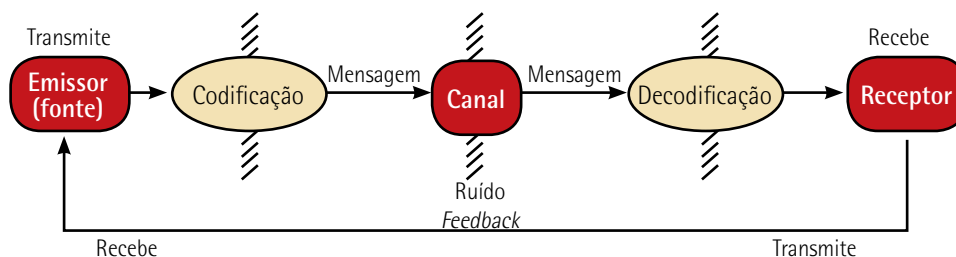 Transmite
Recebe
Emissor
(fonte)
Codificação
Mensagem
Canal
Mensagem
Decodificação
Receptor
Ruído
Feedback
Recebe
Transmite